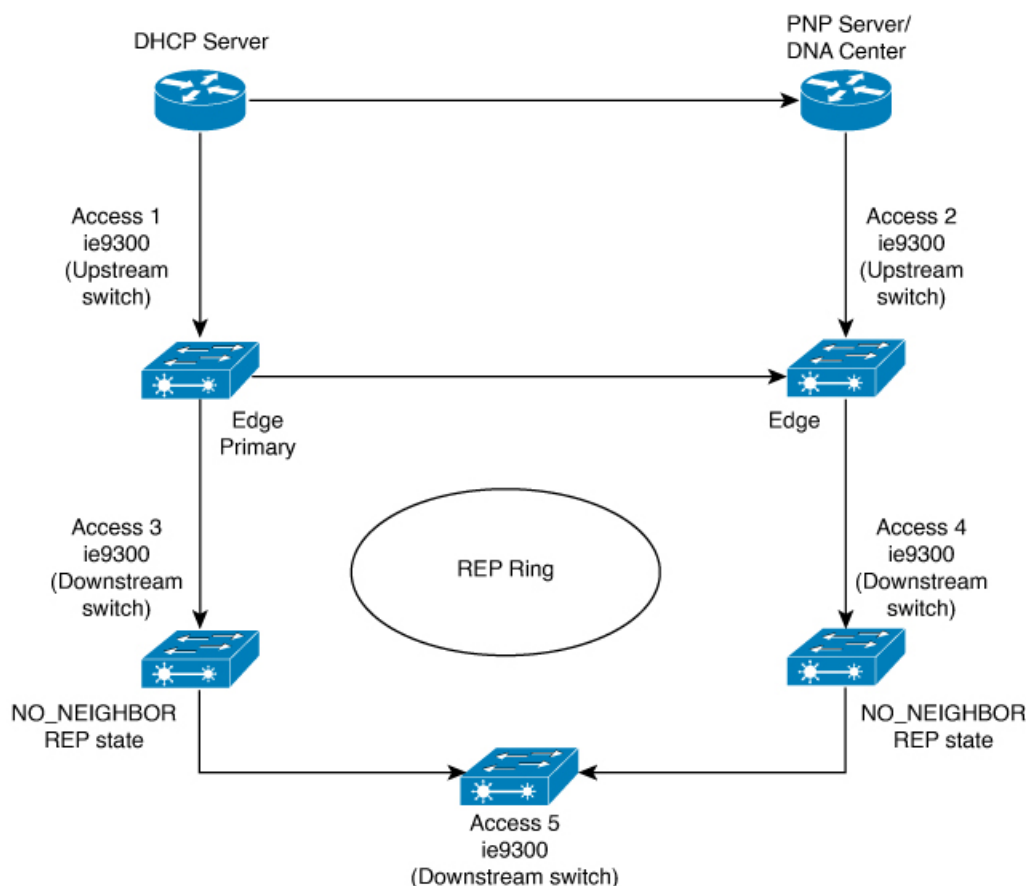 DHCP Server
PNP Server/
DNA Center
Access 1
ie9300
(Upstream
switch)
Access 2
ie9300
(Upstream
switch)
Edge
Primary
Edge
Access 3
ie9300
(Downstream
switch)
REP Ring
Access 4
ie9300
(Downstream
switch)
NO_NEIGHBOR
REP state
NO_NEIGHBOR
REP state
Access 5
ie9300
(Downstream switch)